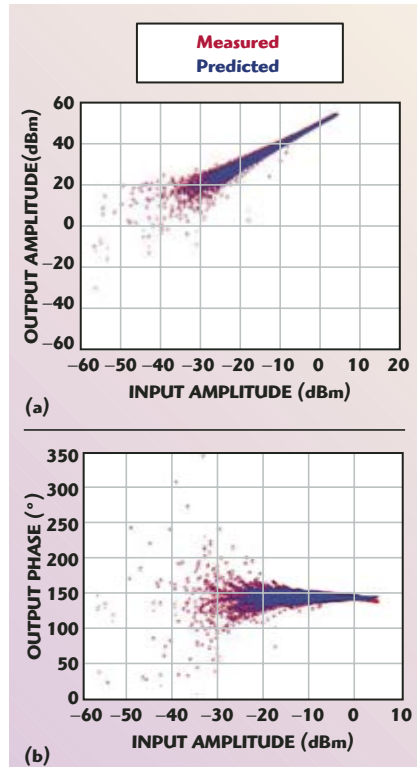 Measured
Predicted
60
40
20
0
−20
−40
−60
OUTPUT AMPLITUDE(dBm)
−60 −50 −40 −30 −20 −10 0 10 20
INPUT AMPLITUDE (dBm)
(a)
350
300
250
200
150
100
50
0
OUTPUT PHASE (°)
−60 −50 −40 −30 −20 −10 0 10
INPUT AMPLITUDE (dBm)
(b)